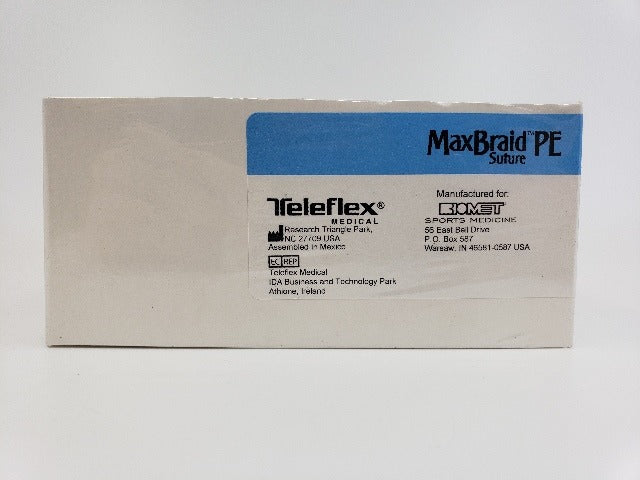 MaxBraid™ PE
Suture
Teleflex®
MEDICAL
Research Triangle Park,
NC 27709 USA
Assembled in Mexico
EC REP
Teleflex Medical
IDA Business and Technology Park
Athlone, Ireland
Manufactured for:
BIOMET
SPORTS MEDICINE
56 East Bell Drive
P.O. Box 587
Warsaw, IN 46581-0587 USA